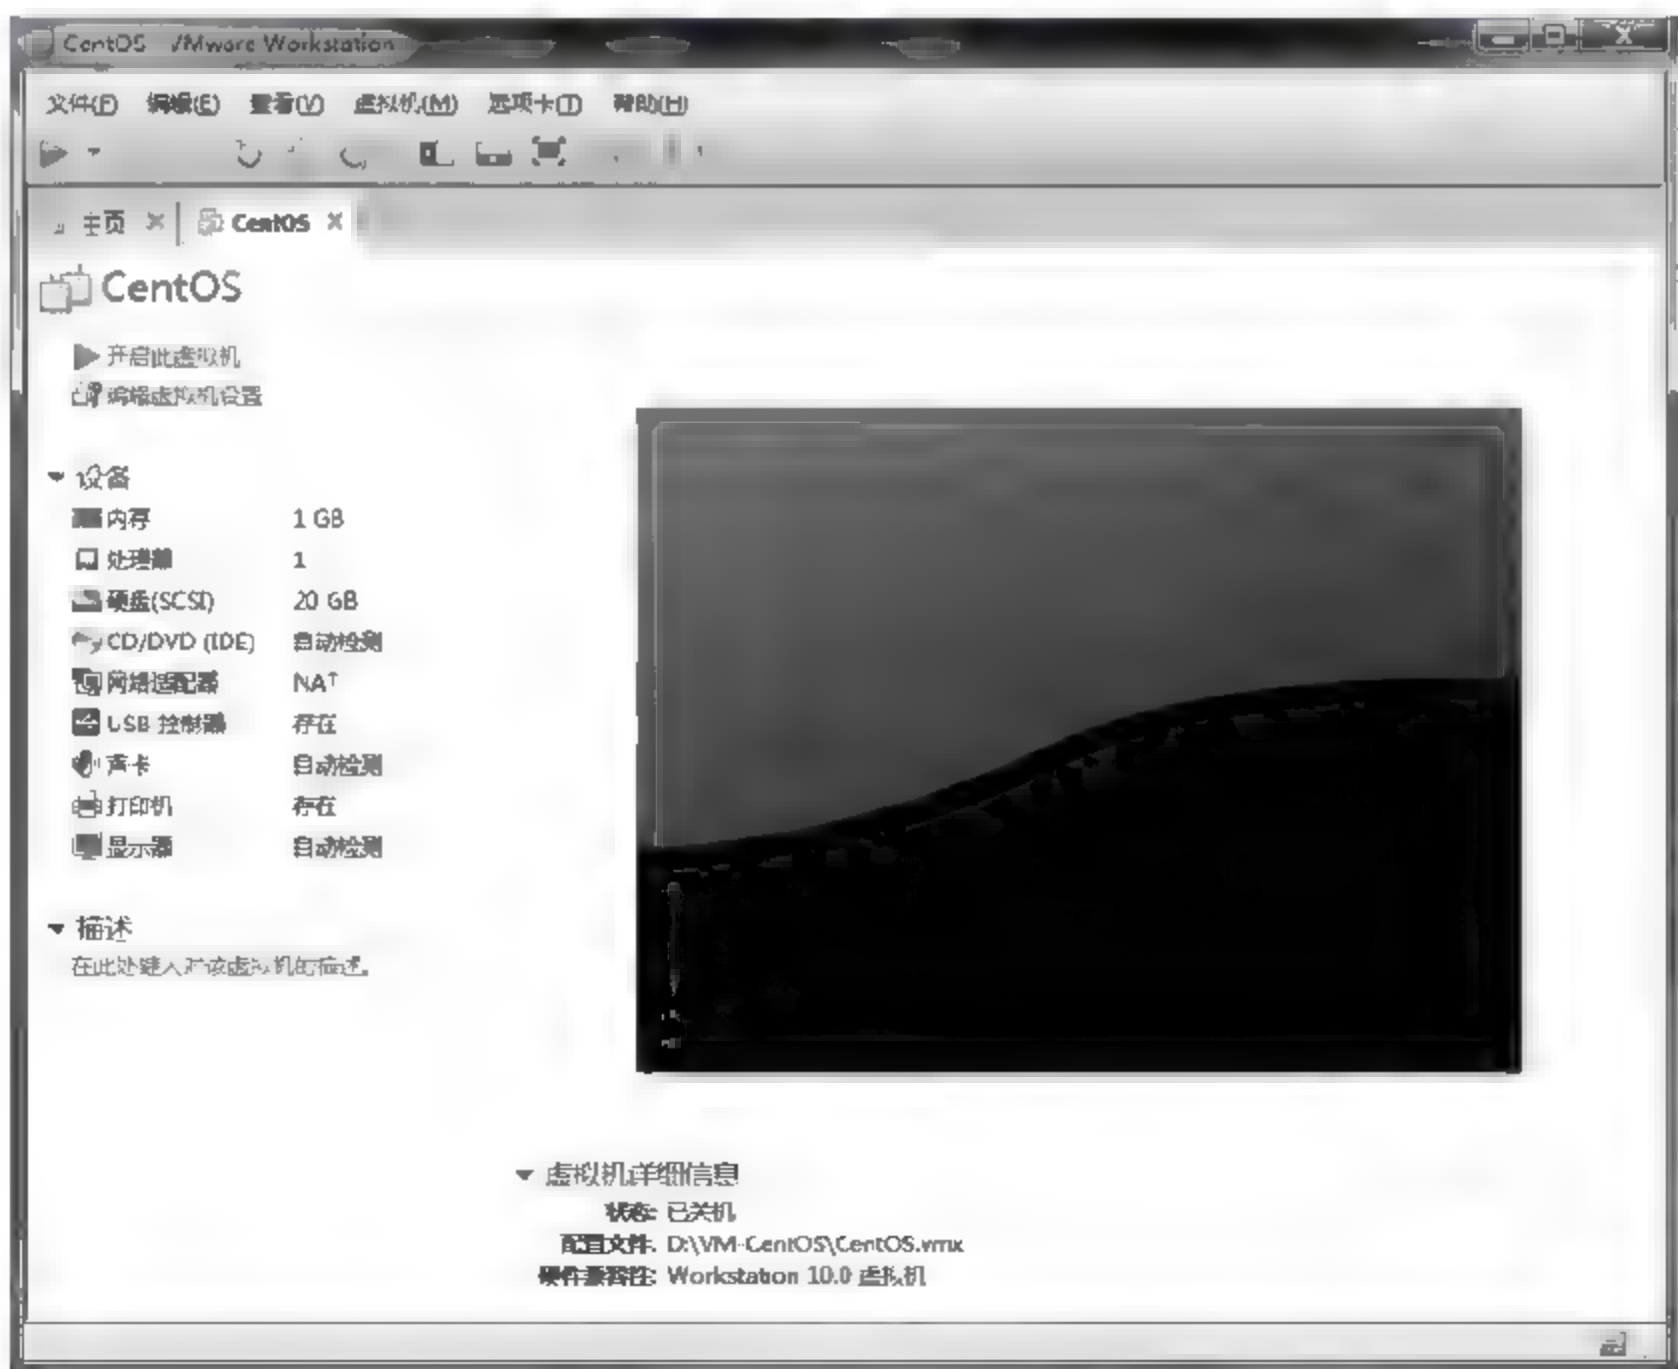 CentOS VMware Workstation
文件(F) 编辑(E) 查看(V) 虚拟机(M) 选项卡(T) 帮助(H)
主页 CentOS
CentOS
开启此虚拟机
编辑虚拟机设置
设备
内存 1 GB
处理器 1
硬盘(SCSI) 20 GB
CD/DVD (IDE) 自动检测
网络适配器 NAT
USB 控制器 存在
声卡 自动检测
打印机 存在
显示器 自动检测
描述
在此处键入对该虚拟机的描述。
虚拟机详细信息
状态: 已关机
配置文件: D:\VM-CentOS\CentOS.vmx
硬件兼容性: Workstation 10.0 虚拟机